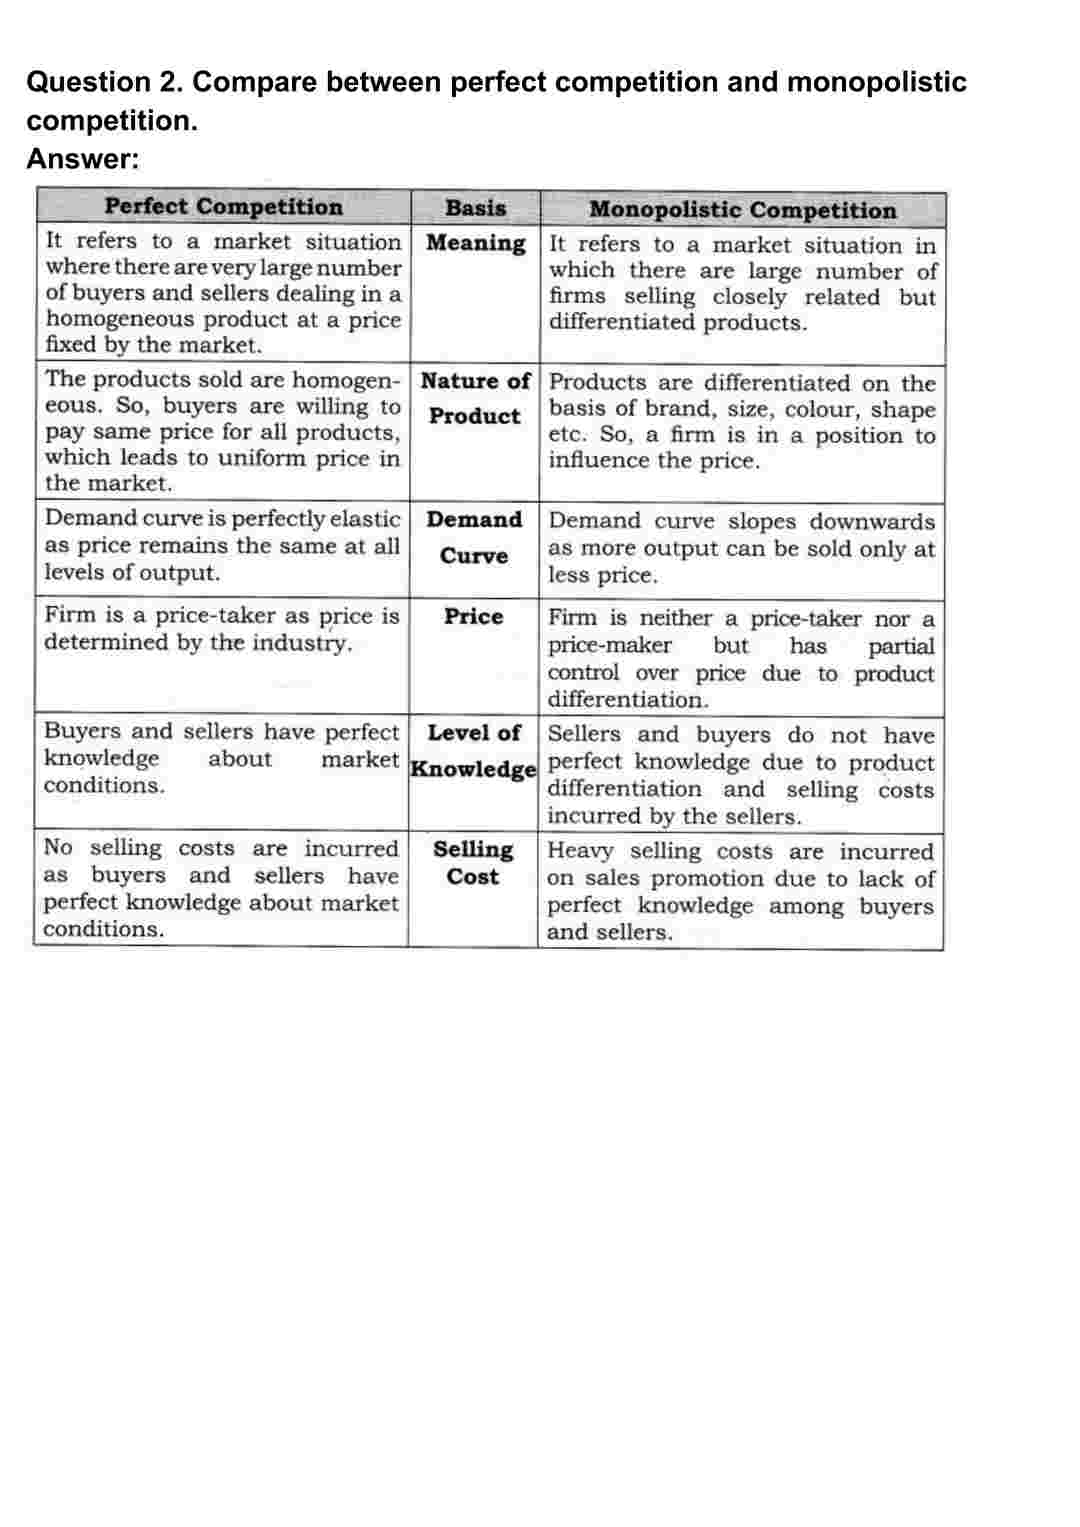 Question 2. Compare between perfect competition and monopolistic
competition.
Answer:
Perfect Competition Basis Monopolistic Competition
It refers to a market situation
where there are very large number
of buyers and sellers dealing in a
homogeneous product at a price
fixed by the market.
Meaning
It refers to a market situation in
which there are large number of
firms selling closely related but
differentiated products.
The products sold are homogen-
eous. So, buyers are willing to
pay same price for all products,
which leads to uniform price in
the market.
Nature of
Product
Products are differentiated on the
basis of brand, size, colour, shape
etc. So, a firm is in a position to
influence the price.
Demand curve is perfectly elastic
as price remains the same at all
levels of output.
Demand
Curve
Demand curve slopes downwards
as more output can be sold only at
less price.
Firm is a price-taker as price is
determined by the industry.
Price
Firm is neither a price-taker nor a
price-maker but has partial
control over price due to product
differentiation.
Buyers and sellers have perfect
knowledge about market
conditions.
Level of
Knowledge
Sellers and buyers do not have
perfect knowledge due to product
differentiation and selling costs
incurred by the sellers.
No selling costs are incurred
as buyers and sellers have
perfect knowledge about market
conditions.
Selling
Cost
Heavy selling costs are incurred
on sales promotion due to lack of
perfect knowledge among buyers
and sellers.